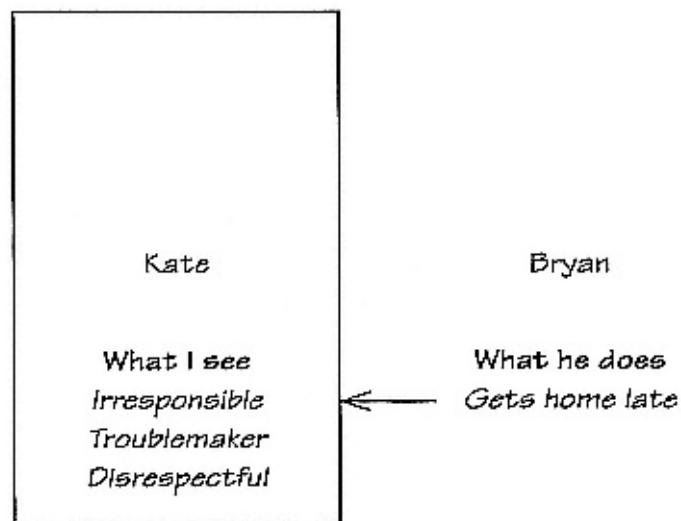 Kate
Bryan
What I see
What he does
Irresponsible
Gets home late
Troublemaker
Disrespectful